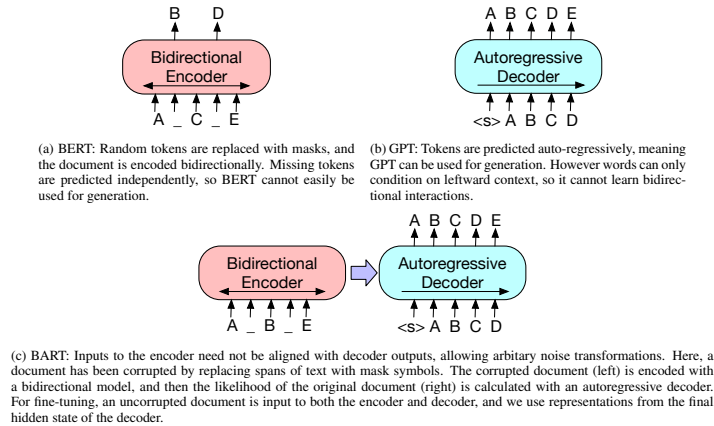 B D
Bidirectional
Encoder
A _ C _ E
(a) BERT: Random tokens are replaced with masks, and
the document is encoded bidirectionally. Missing tokens
are predicted independently, so BERT cannot easily be
used for generation.
A B C D E
Autoregressive
Decoder
<s> A B C D
(b) GPT: Tokens are predicted auto-regressively, meaning
GPT can be used for generation. However words can only
condition on leftward context, so it cannot learn bidirec-
tional interactions.
Bidirectional
Encoder
A _ B _ E
A B C D E
Autoregressive
Decoder
<s> A B C D
(c) BART: Inputs to the encoder need not be aligned with decoder outputs, allowing arbitary noise transformations. Here, a
document has been corrupted by replacing spans of text with mask symbols. The corrupted document (left) is encoded with
a bidirectional model, and then the likelihood of the original document (right) is calculated with an autoregressive decoder.
For fine-tuning, an uncorrupted document is input to both the encoder and decoder, and we use representations from the final
hidden state of the decoder.